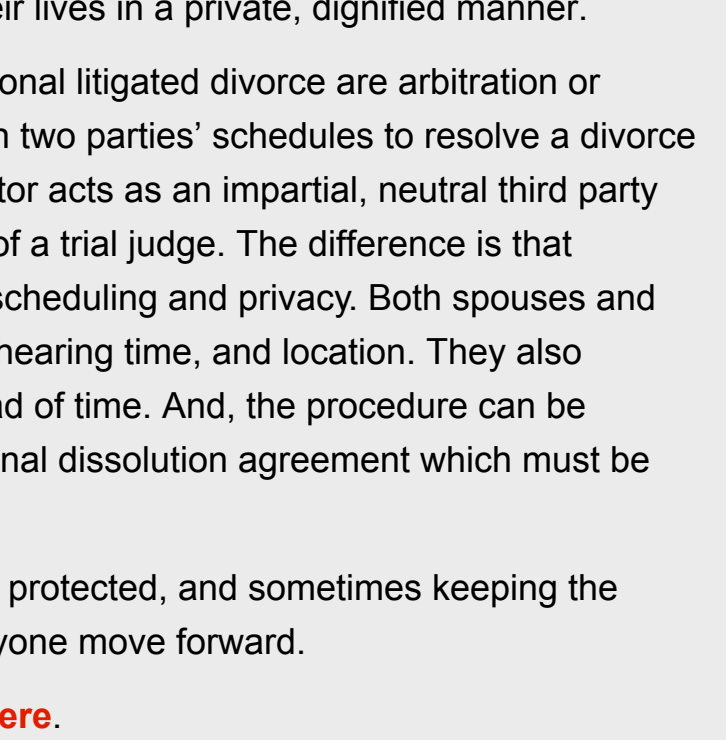 eir lives in a private, dignified manner.
onal litigated divorce are arbitration or
n two parties’ schedules to resolve a divorce
tor acts as an impartial, neutral third party
of a trial judge. The difference is that
scheduling and privacy. Both spouses and
hearing time, and location. They also
ad of time. And, the procedure can be
nal dissolution agreement which must be
protected, and sometimes keeping the
yone move forward.
ere.